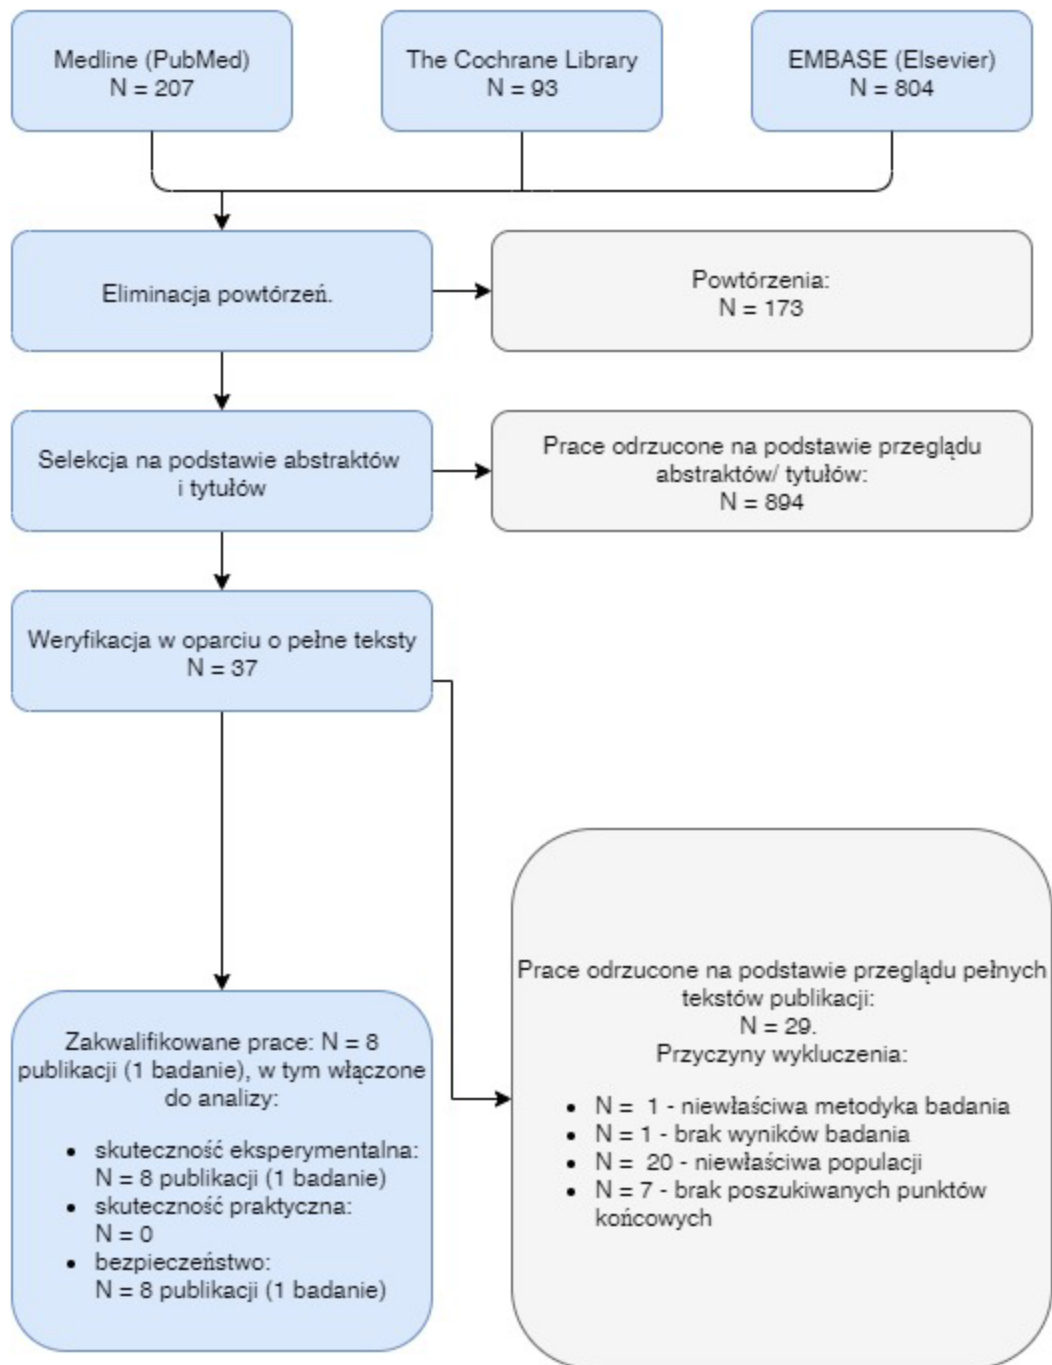 Medline (PubMed)
N = 207
The Cochrane Library
N = 93
EMBASE (Elsevier)
N = 804
Eliminacja powtórzeń.
Powtórzenia:
N = 173
Selekcja na podstawie abstraktów
i tytułów
Prace odrzucone na podstawie przeglądu
abstraktów/ tytułów:
N = 894
Weryfikacja w oparciu o pełne teksty
N = 37
Zakwalifikowane prace: N = 8
publikacji (1 badanie), w tym włączone
do analizy:
• skuteczność eksperymentalna:
N = 8 publikacji (1 badanie)
• skuteczność praktyczna:
N = 0
• bezpieczeństwo:
N = 8 publikacji (1 badanie)
Prace odrzucone na podstawie przeglądu pełnych
tekstów publikacji:
N = 29.
Przyczyny wykluczenia:
• N = 1 - niewłaściwa metodyka badania
• N = 1 - brak wyników badania
• N = 20 - niewłaściwa populacji
• N = 7 - brak poszukiwanych punktów
końcowych